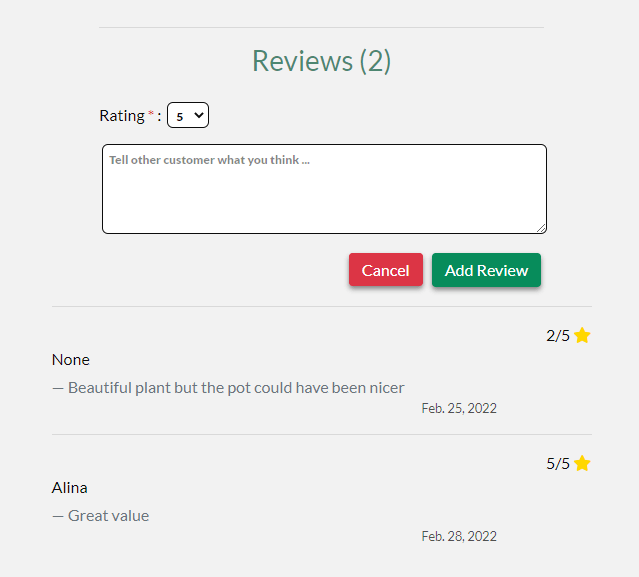 Reviews (2)
Rating * : 5
Tell other customer what you think ...
Cancel Add Review
2/5
None
— Beautiful plant but the pot could have been nicer
Feb. 25, 2022
5/5
Alina
— Great value
Feb. 28, 2022